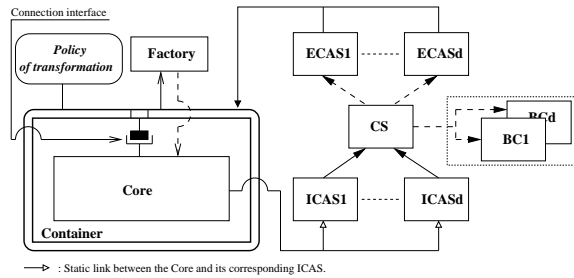 Connection interface
Policy
of transformation
Factory
ECAS1
ECASd
CS
BCd
BC1
Core
ICAS1
ICASd
Container
: Static link between the Core and its corresponding ICAS.